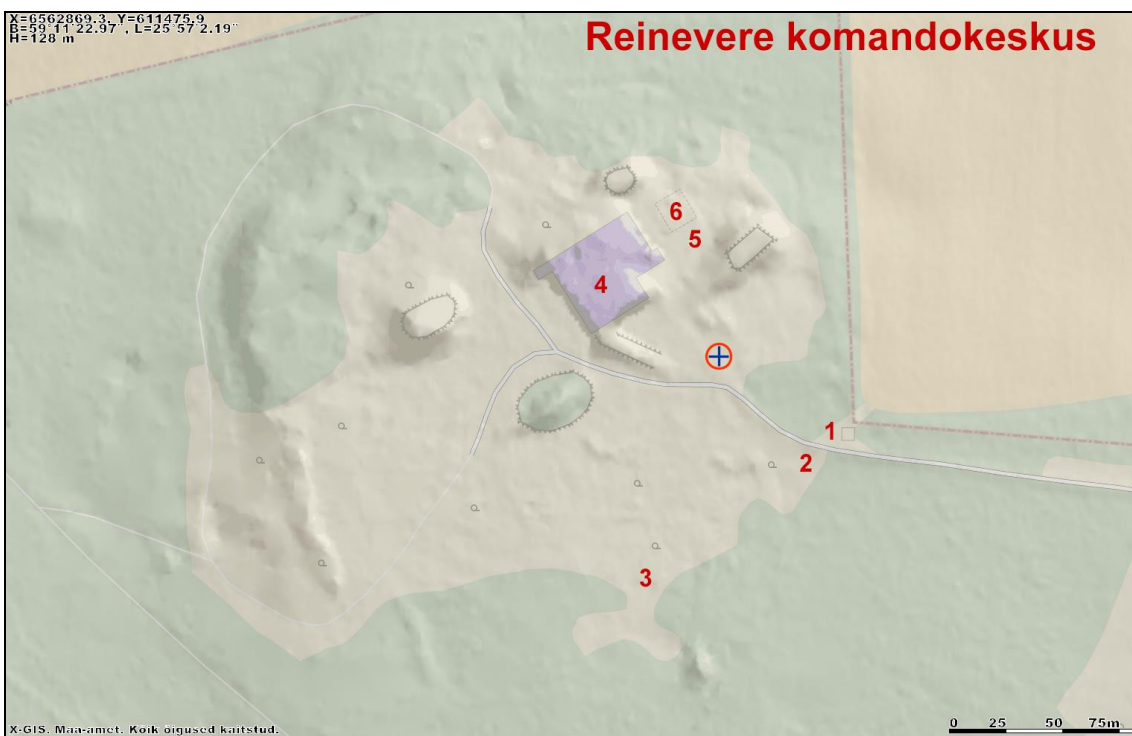 X=6562869.3, Y=611475.9
B=59°11'22.97", L=25°57'2.19"
H=128 m
Reinevere komandokeskus
6
5
4
1
2
3
X-GIS. Maa-amet. Kõik õigused kaitstud.
0 25 50 75m